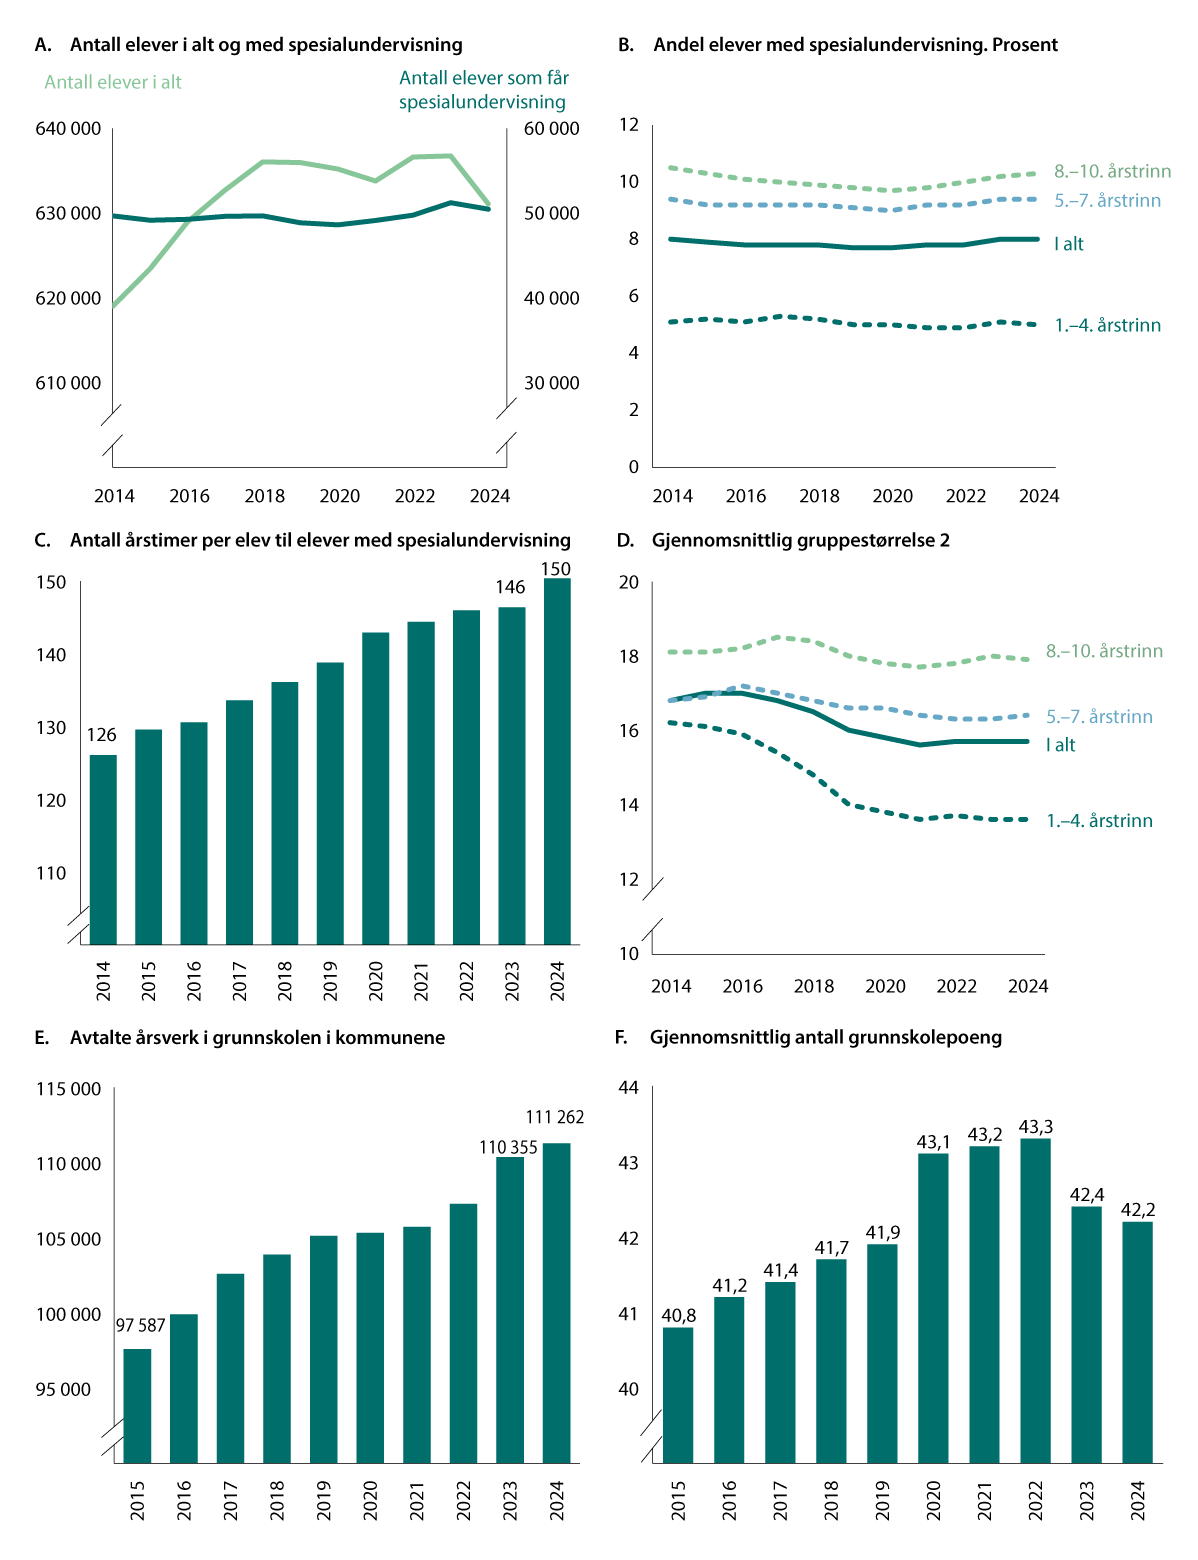 A. Antall elever i alt og med spesialundervisning
Antall elever i alt
Antall elever som får
spesialundervisning
640 000
630 000
620 000
610 000
60 000
50 000
40 000
30 000
2014 2016 2018 2020 2022 2024
B. Andel elever med spesialundervisning. Prosent
12
10
8
6
4
2
0
8.–10. årstrinn
5.–7. årstrinn
I alt
1.–4. årstrinn
2014 2016 2018 2020 2022 2024
C. Antall årstimer per elev til elever med spesialundervisning
150
140
130
120
110
126
146
150
2014 2015 2016 2017 2018 2019 2020 2021 2022 2023 2024
D. Gjennomsnittlig gruppestørrelse 2
20
18
16
14
12
10
8.–10. årstrinn
5.–7. årstrinn
I alt
1.–4. årstrinn
2014 2016 2018 2020 2022 2024
E. Avtalte årsverk i grunnskolen i kommunene
115 000
110 000
105 000
100 000
95 000
97 587
110 355
111 262
2015 2016 2017 2018 2019 2020 2021 2022 2023 2024
F. Gjennomsnittlig antall grunnskolepoeng
44
43
42
41
40
40,8
41,2
41,4
41,7
41,9
43,1
43,2
43,3
42,4
42,2
2015 2016 2017 2018 2019 2020 2021 2022 2023 2024